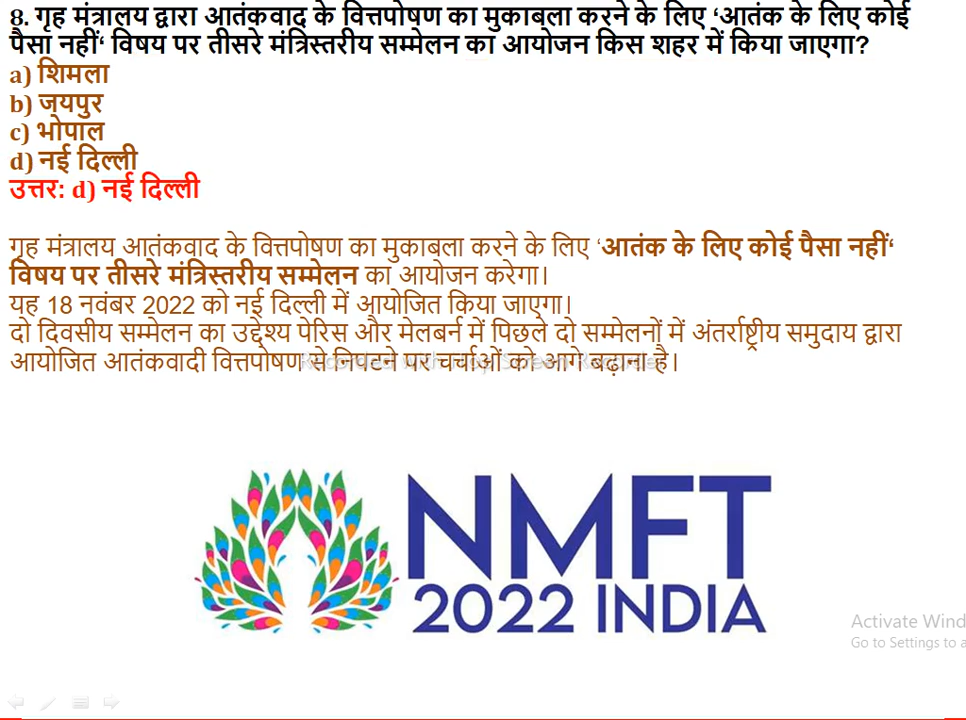 8. गृह मंत्रालय द्वारा आतंकवाद के वित्तपोषण का मुकाबला करने के लिए ‘आतंक के लिए कोई
पैसा नहीं‘ विषय पर तीसरे मंत्रिस्तरीय सम्मेलन का आयोजन किस शहर में किया जाएगा?
a) शिमला
b) जयपुर
c) भोपाल
d) नई दिल्ली
उत्तर: d) नई दिल्ली
गृह मंत्रालय आतंकवाद के वित्तपोषण का मुकाबला करने के लिए ‘आतंक के लिए कोई पैसा नहीं‘
विषय पर तीसरे मंत्रिस्तरीय सम्मेलन का आयोजन करेगा।
यह 18 नवंबर 2022 को नई दिल्ली में आयोजित किया जाएगा।
दो दिवसीय सम्मेलन का उद्देश्य पेरिस और मेलबर्न में पिछले दो सम्मेलनों में अंतर्राष्ट्रीय समुदाय द्वारा
आयोजित आतंकवादी वित्तपोषण से निपटने पर चर्चाओं को आगे बढ़ाना है।
NMFT
2022 INDIA
Activate Wind
Go to Settings to a